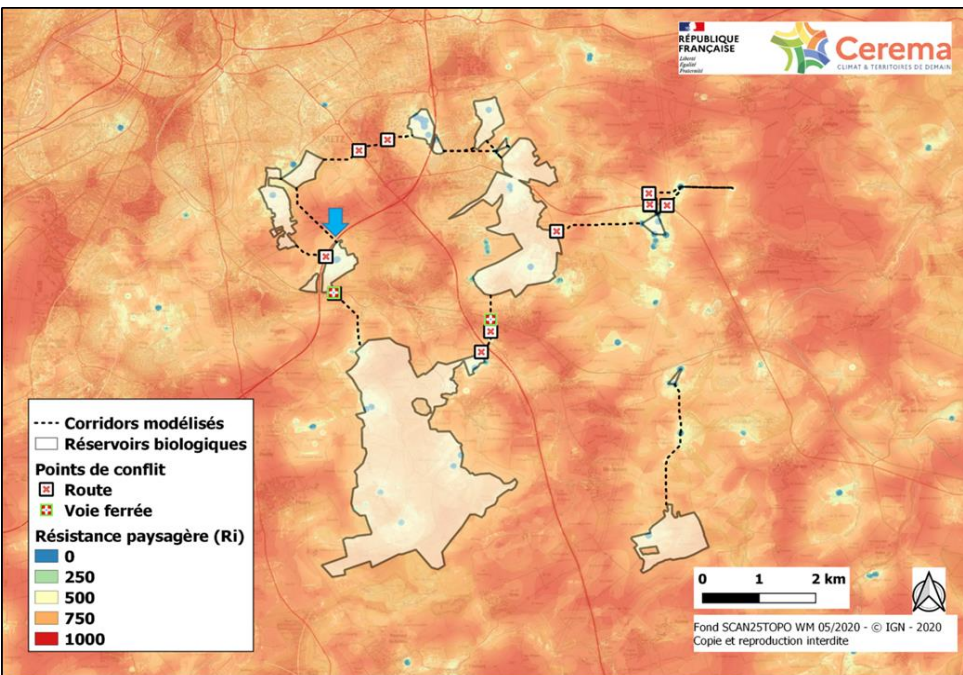 RÉPUBLIQUE
FRANÇAISE
Liberté
Égalité
Fraternité
Cerema
CLIMAT & TERRITOIRES DE DEMAIN
METZ
Corridors modélisés
Réservoirs biologiques
Points de conflit
Route
Voie ferrée
Résistance paysagère (Ri)
0
250
500
750
1000
0 1 2 km
Fond SCAN25TOPO WM 05/2020 - © IGN - 2020
Copie et reproduction interdite